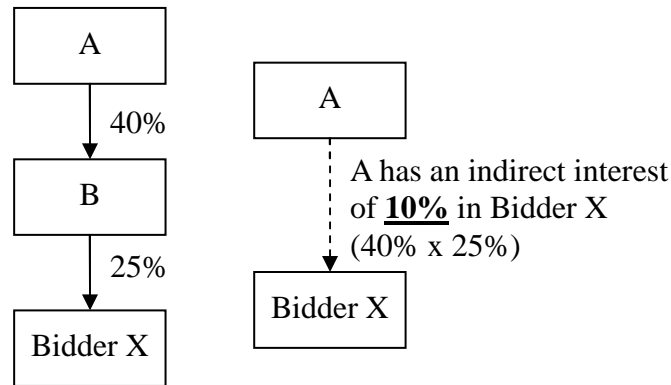 A
40%
B
25%
Bidder X
A
A has an indirect interest
of 10% in Bidder X
(40% x 25%)
Bidder X